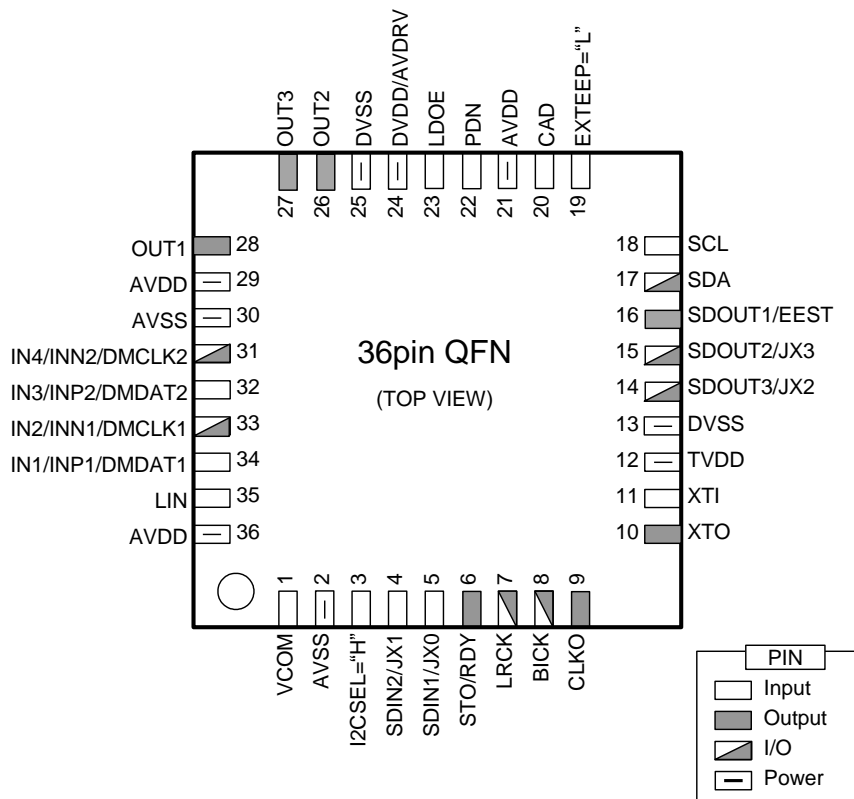 OUT3
OUT2
DVSS
DVDD/AVDRV
LDOE
PDN
AVDD
CAD
EXTEEP=“L”
27
26
25
24
23
22
21
20
19
OUT1 28
AVDD 29
AVSS 30
IN4/INN2/DMCLK2 31
IN3/INP2/DMDAT2 32
IN2/INN1/DMCLK1 33
IN1/INP1/DMDAT1 34
LIN 35
AVDD 36
36pin QFN
(TOP VIEW)
18 SCL
17 SDA
16 SDOUT1/EEST
15 SDOUT2/JX3
14 SDOUT3/JX2
13 DVSS
12 TVDD
11 XTI
10 XTO
1
2
3
4
5
6
7
8
9
VCOM
AVSS
I2CSEL=“H”
SDIN2/JX1
SDIN1/JX0
STO/RDY
LRCK
BICK
CLKO
PIN
Input
Output
I/O
Power